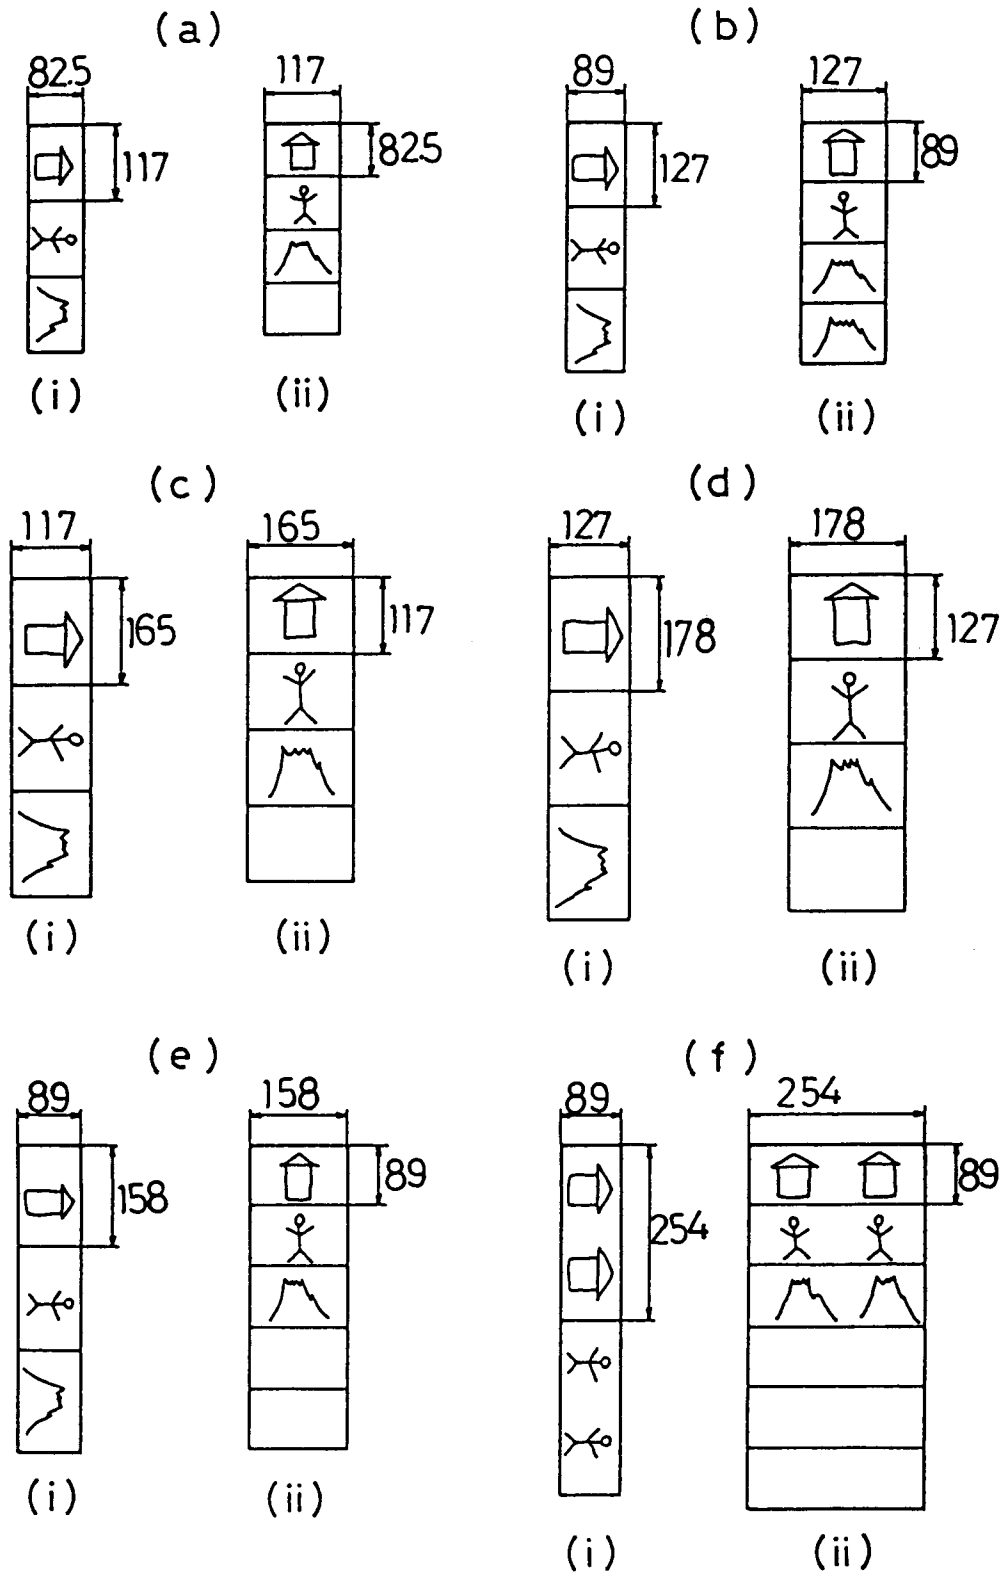 (a) (b)
82.5 117 89 127
117 82.5 127 89
(i) (ii) (i) (ii)
(c) (d)
117 165 127 178
165 117 178 127
(i) (ii) (i) (ii)
(e) (f)
89 158 89 254
158 89 254 89
(i) (ii) (i) (ii)